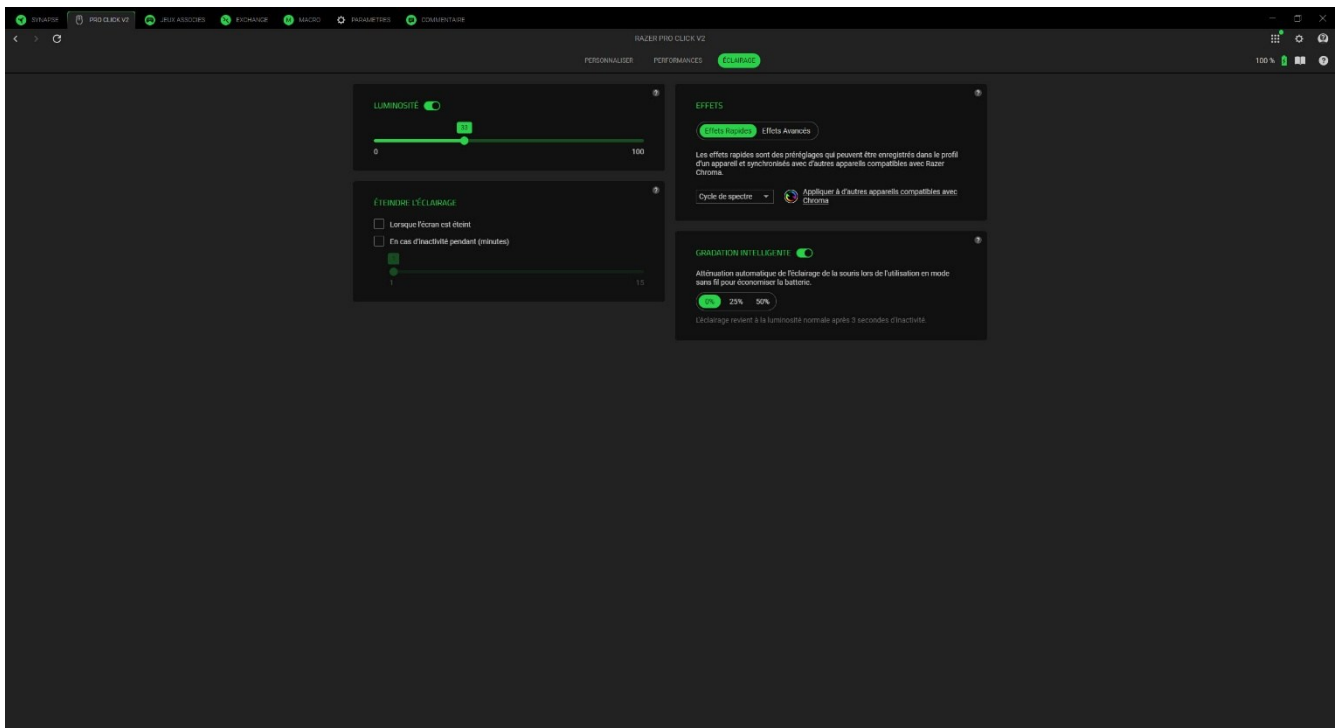 SYNAPSE PRO CLICK V2 JEUX ASSOCIÉS EXCHANGE MACRO PARAMÈTRES COMMENTAIRE
RAZER PRO CLICK V2
PERSONNALISER PERFORMANCES ÉCLAIRAGE
100 %
LUMINOSITÉ
33
0 100
ÉTEINDRE L'ÉCLAIRAGE
Lorsque l'écran est éteint
En cas d'inactivité pendant (minutes)
1 15
EFFETS
Effets Rapides Effets Avancés
Les effets rapides sont des préréglages qui peuvent être enregistrés dans le profil
d'un appareil et synchronisés avec d'autres appareils compatibles avec Razer
Chroma.
Cycle de spectre
Appliquer à d'autres appareils compatibles avec
Chroma
GRADATION INTELLIGENTE
Atténuation automatique de l'éclairage de la souris lors de l'utilisation en mode
sans fil pour économiser la batterie.
0% 25% 50%
L'éclairage revient à la luminosité normale après 3 secondes d'inactivité.